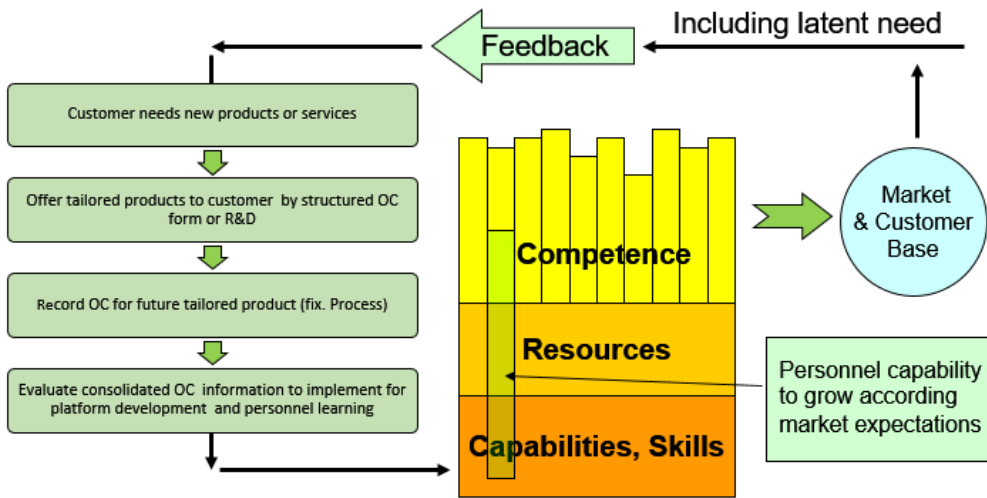 Including latent need
Feedback
Customer needs new products or services
Offer tailored products to customer by structured OC
form or R&D
Record OC for future tailored product (fix. Process)
Evaluate consolidated OC information to implement for
platform development and personnel learning
Competence
Resources
Capabilities, Skills
Market
& Customer
Base
Personnel capability
to grow according
market expectations